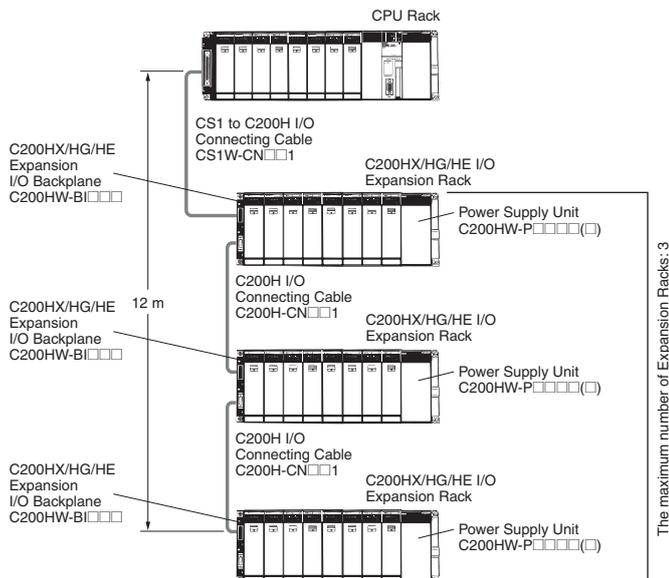 CPU Rack
CS1 to C200H I/O
Connecting Cable
CS1W-CN□□1
C200HX/HG/HE
Expansion
I/O Backplane
C200HW-BI□□□
C200HX/HG/HE I/O
Expansion Rack
Power Supply Unit
C200HW-P□□□□(□)
C200H I/O
Connecting Cable
C200H-CN□□1
12 m
C200HX/HG/HE
Expansion
I/O Backplane
C200HW-BI□□□
C200HX/HG/HE I/O
Expansion Rack
Power Supply Unit
C200HW-P□□□□(□)
C200H I/O
Connecting Cable
C200H-CN□□1
C200HX/HG/HE
Expansion
I/O Backplane
C200HW-BI□□□
C200HX/HG/HE I/O
Expansion Rack
Power Supply Unit
C200HW-P□□□□(□)
The maximum number of Expansion Racks: 3